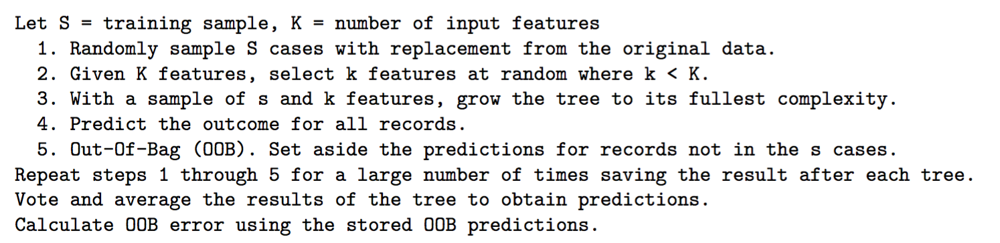 Let S = training sample, K = number of input features
1. Randomly sample S cases with replacement from the original data.
2. Given K features, select k features at random where k < K.
3. With a sample of s and k features, grow the tree to its fullest complexity.
4. Predict the outcome for all records.
5. Out-Of-Bag (OOB). Set aside the predictions for records not in the s cases.
Repeat steps 1 through 5 for a large number of times saving the result after each tree.
Vote and average the results of the tree to obtain predictions.
Calculate OOB error using the stored OOB predictions.